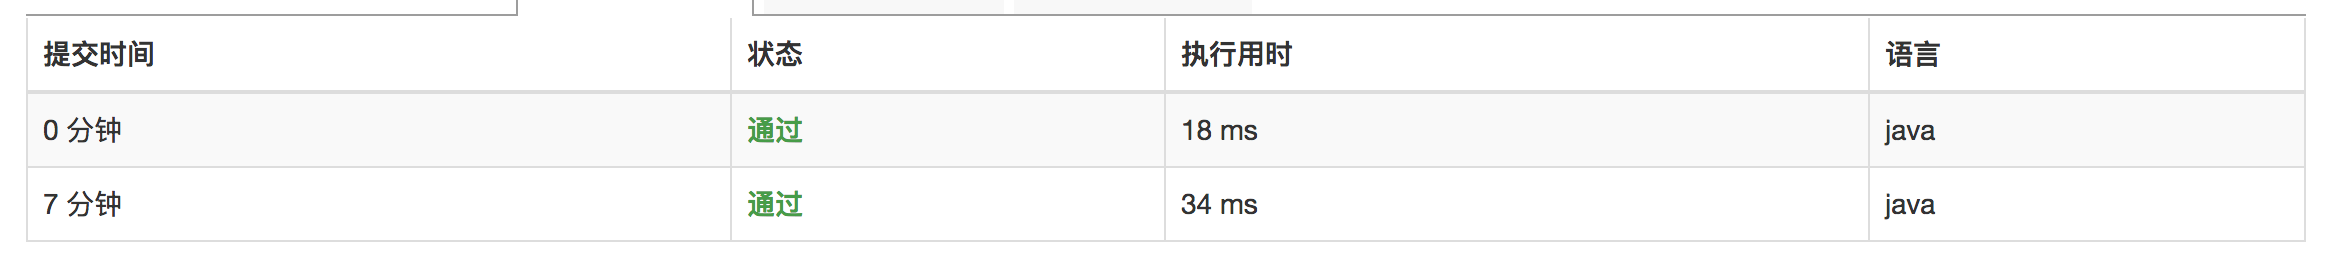 提交时间 状态 执行用时 语言
0 分钟 通过 18 ms java
7 分钟 通过 34 ms java